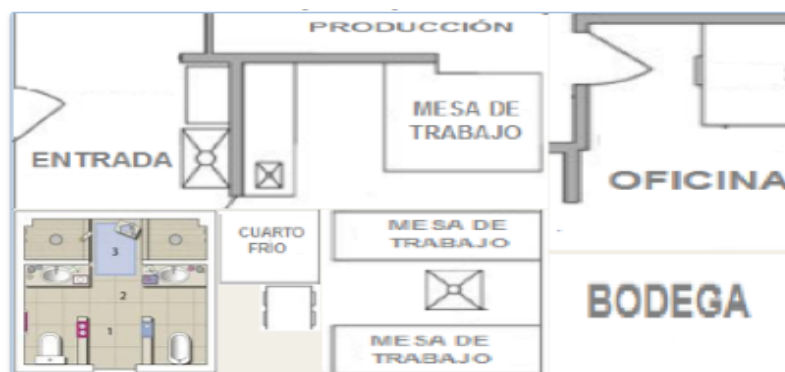 PRODUCCIÓN
MESA DE
TRABAJO
ENTRADA
OFICINA
CUARTO
FRIO
MESA DE
TRABAJO
3
2
1
BODEGA
MESA DE
TRABAJO